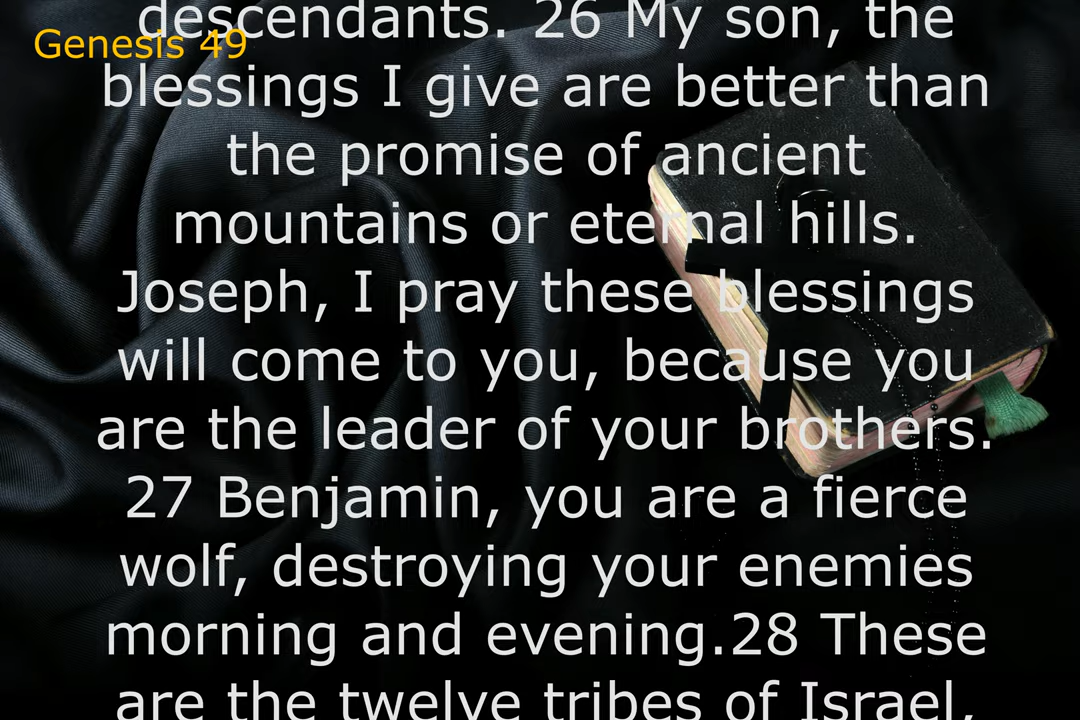 Genesis 49
descendants. 26 My son, the
blessings I give are better than
the promise of ancient
mountains or eternal hills.
Joseph, I pray these blessings
will come to you, because you
are the leader of your brothers.
27 Benjamin, you are a fierce
wolf, destroying your enemies
morning and evening.28 These
are the twelve tribes of Israel,